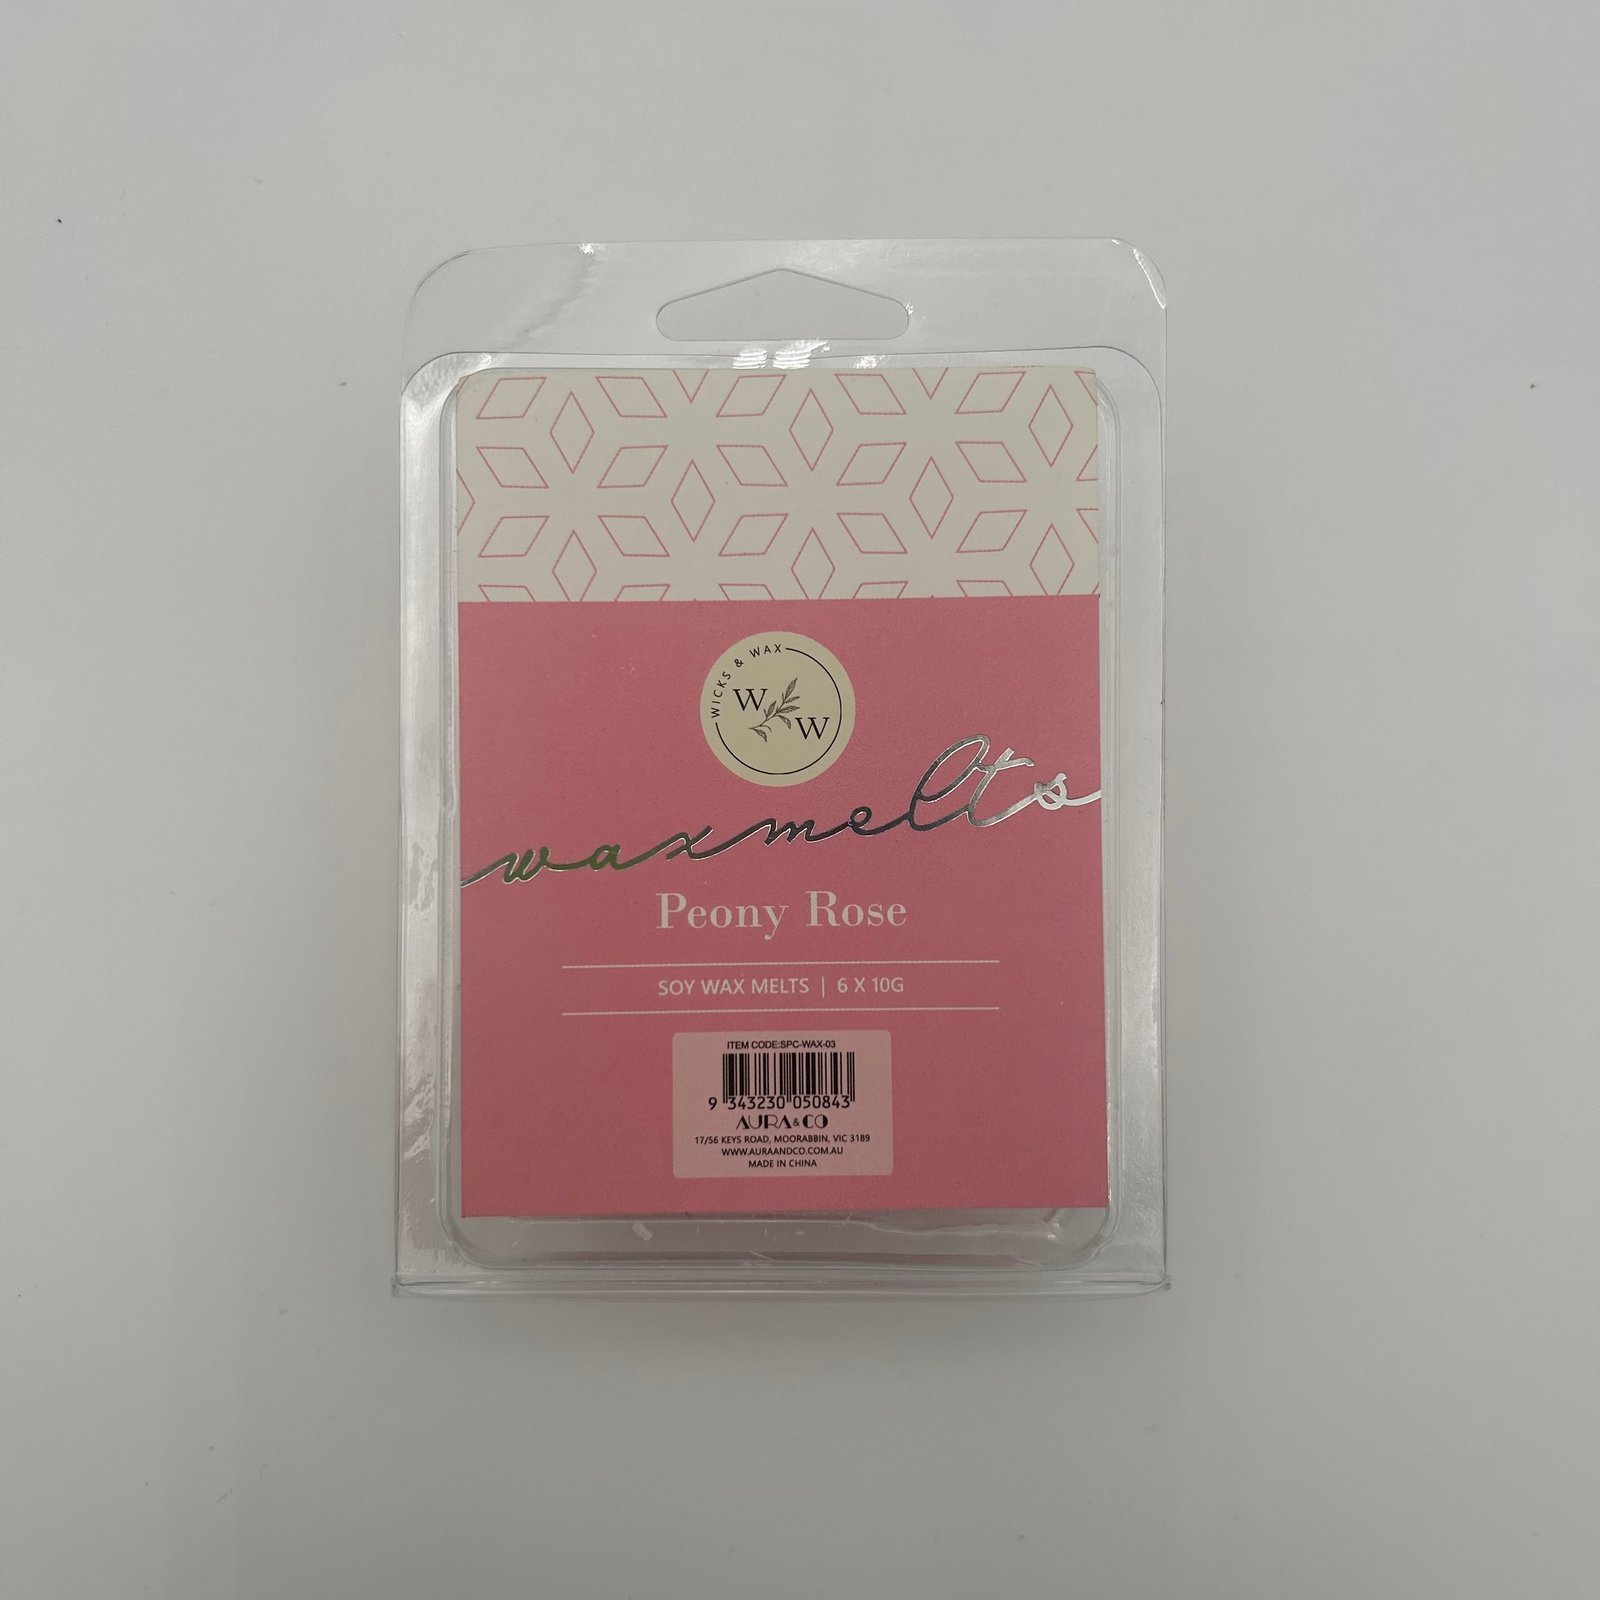 WICKS & WAX
W W
waxmelts
Peony Rose
SOY WAX MELTS | 6 X 10G
ITEM CODE:SPC-WAX-03
9 343230 050843
AURA & CO
17/56 KEYS ROAD, MOORABBIN, VIC 3189
WWW.AURAANDCO.COM.AU
MADE IN CHINA